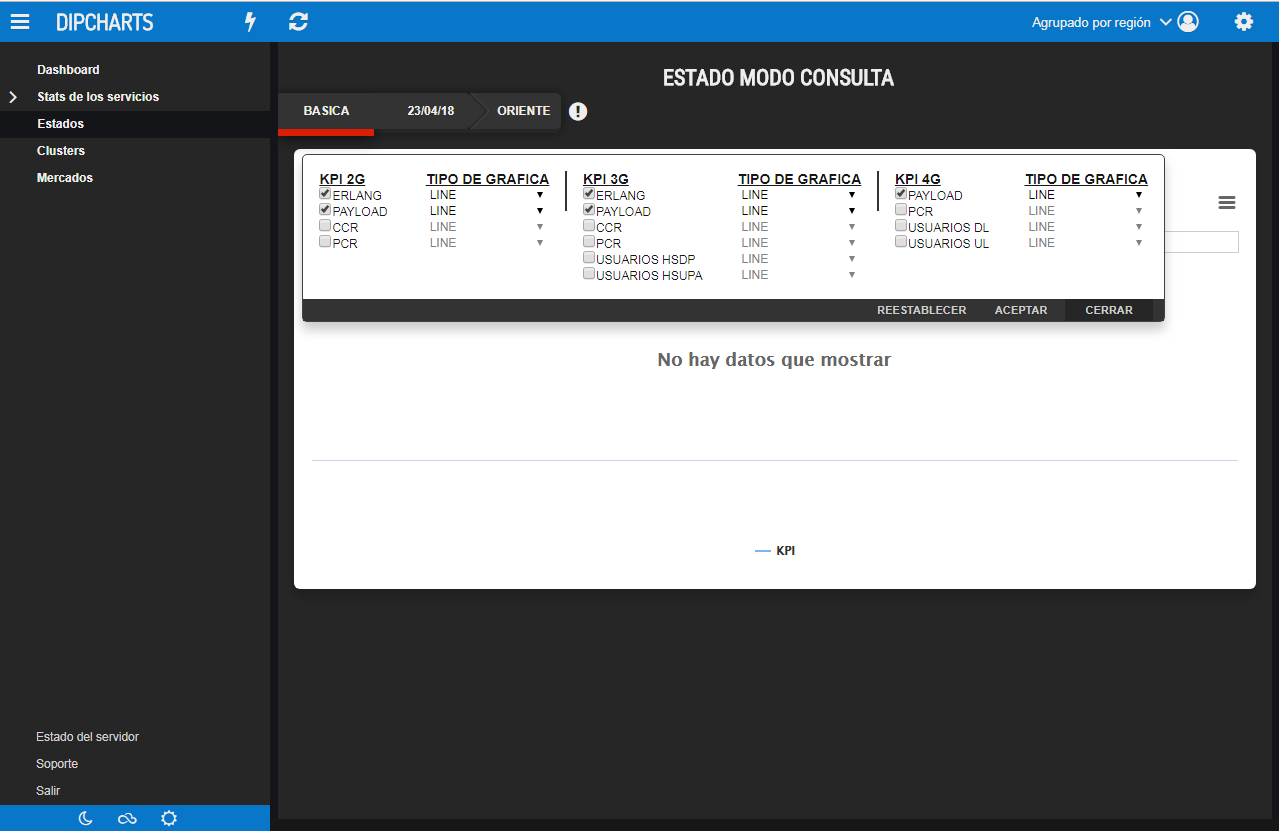 DIPCHARTS
Agrupado por región
Dashboard
Stats de los servicios
Estados
Clusters
Mercados
ESTADO MODO CONSULTA
BASICA 23/04/18 ORIENTE
KPI 2G TIPO DE GRAFICA KPI 3G TIPO DE GRAFICA KPI 4G TIPO DE GRAFICA
ERLANG LINE ERLANG LINE PAYLOAD LINE
PAYLOAD LINE PAYLOAD LINE PCR LINE
CCR LINE CCR LINE USUARIOS DL LINE
PCR LINE PCR LINE USUARIOS UL LINE
USUARIOS HSDP LINE
USUARIOS HSUPA LINE
REESTABLECER ACEPTAR CERRAR
No hay datos que mostrar
KPI
Estado del servidor
Soporte
Salir